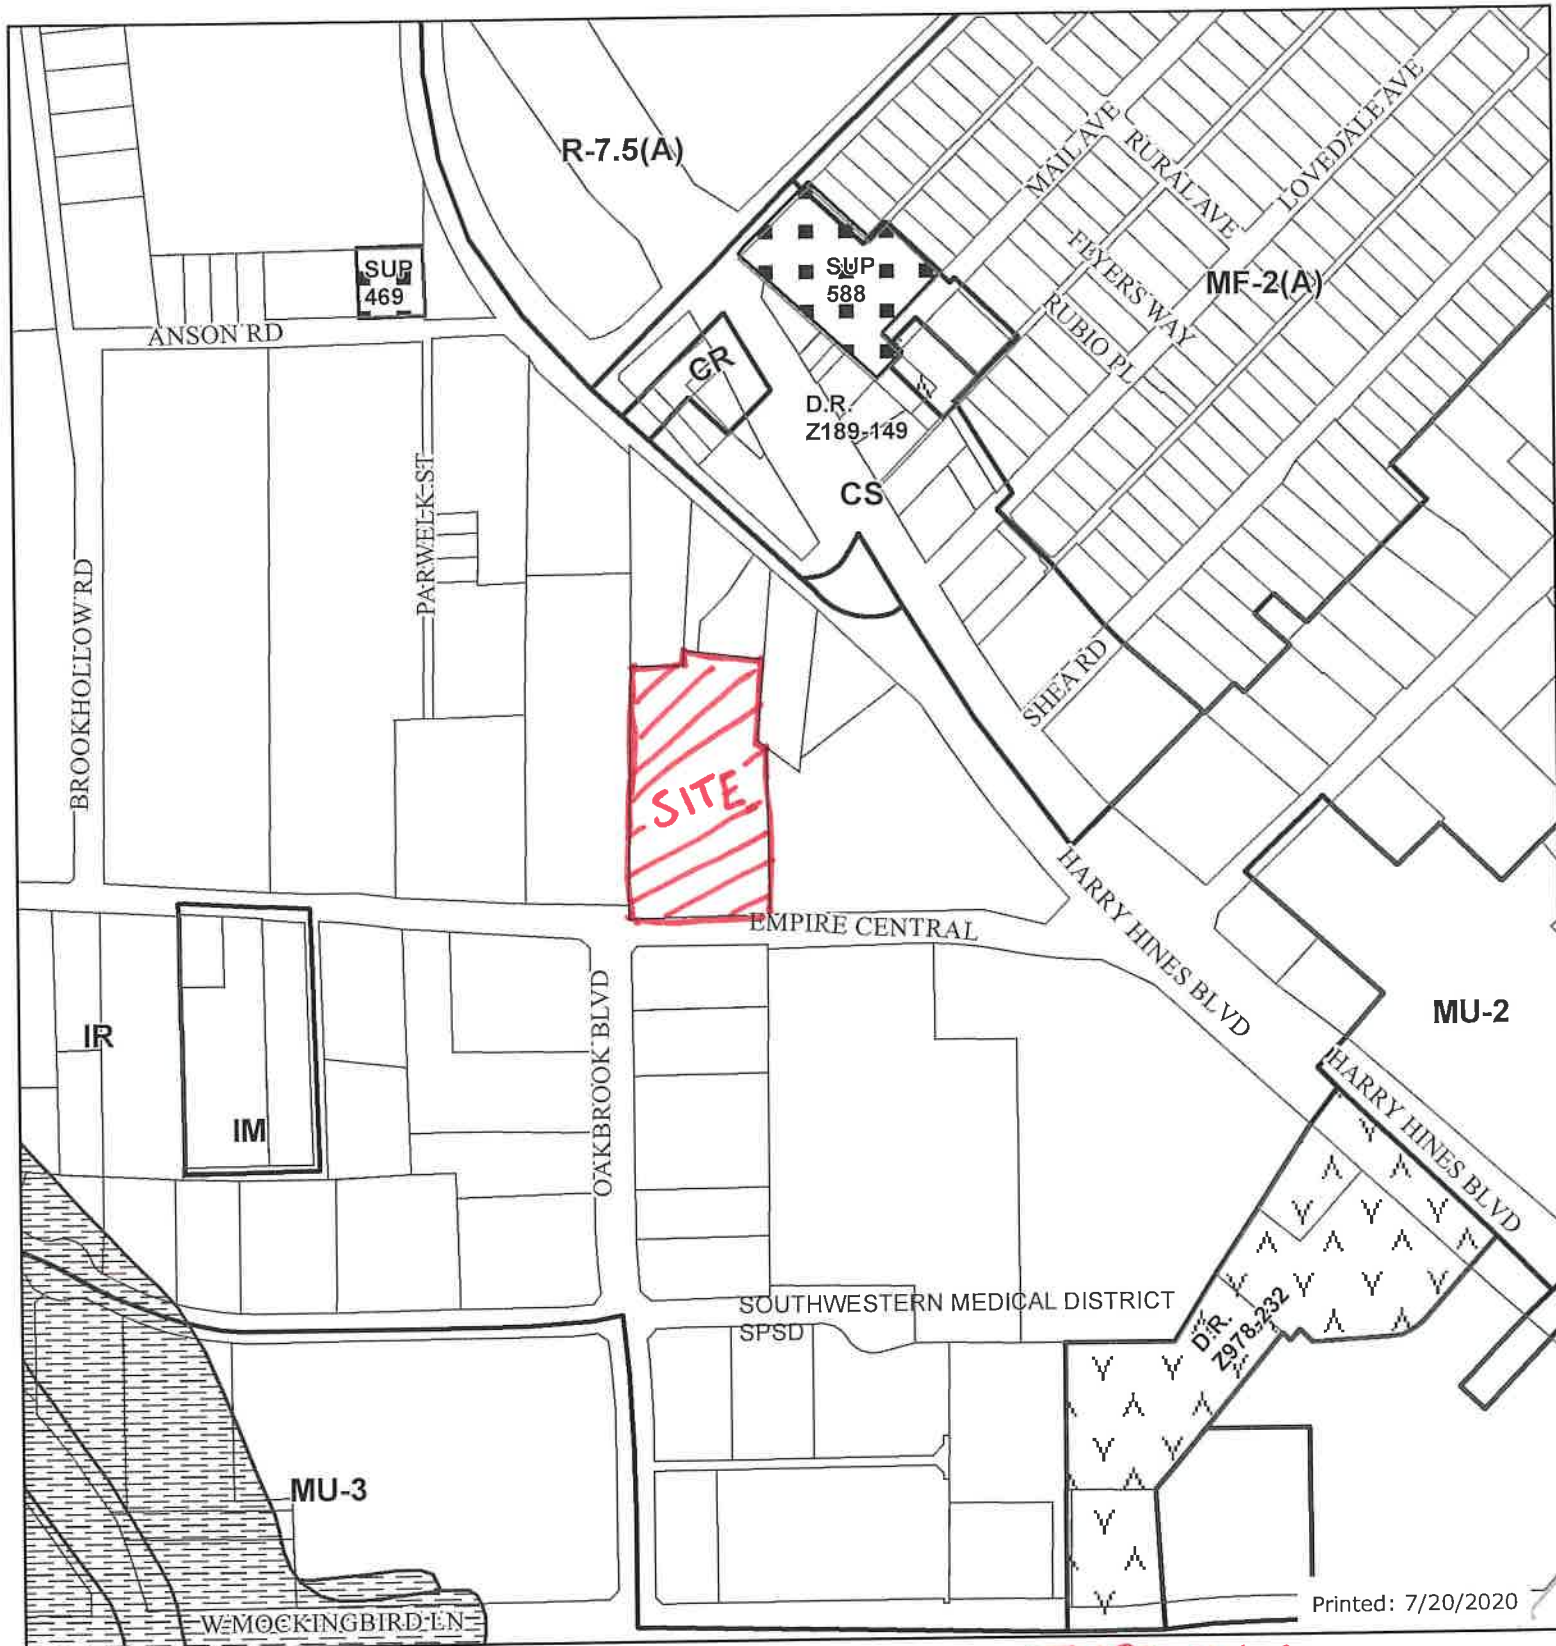 R-7.5(A)
MAIL AVE
RURAL AVE
LOVEDALE AVE
FEYERS WAY
MF-2(A)
RUBIO PL
SUP
469
SUP
588
ANSON RD
CR
D.R.
Z189-149
CS
PARWELK ST
BROOKHOLLOW RD
SHEA RD
SITE
HARRY HINES BLVD
EMPIRE CENTRAL
OAKBROOK BLVD
IR
IM
MU-2
HARRY HINES BLVD
SOUTHWESTERN MEDICAL DISTRICT
SPSD
D.R.
Z978-232
MU-3
W MOCKINGBIRD LN
Printed: 7/20/2020